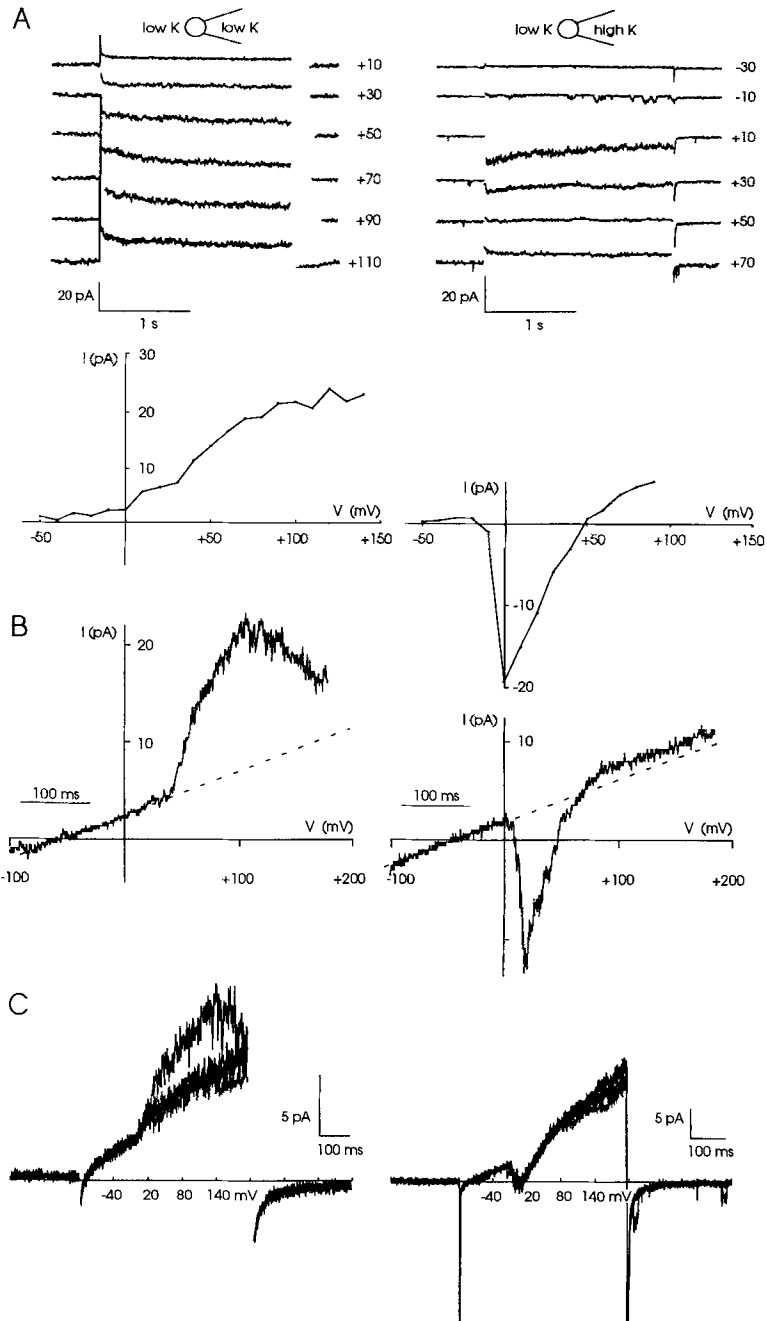 A
low K low K
low K high K
+10
+30
+50
+70
+90
+110
20 pA
1 s
-30
-10
+10
+30
+50
+70
20 pA
1 s
I (pA)
30
20
10
V (mV)
-50
+50
+100
+150
I (pA)
V (mV)
-50
+50
+100
+150
-10
-20
B
I (pA)
20
10
100 ms
V (mV)
-100
+100
+200
I (pA)
10
100 ms
V (mV)
-100
+100
+200
C
5 pA
100 ms
-40 20 80 140 mV
5 pA
100 ms
-40 20 80 140 mV